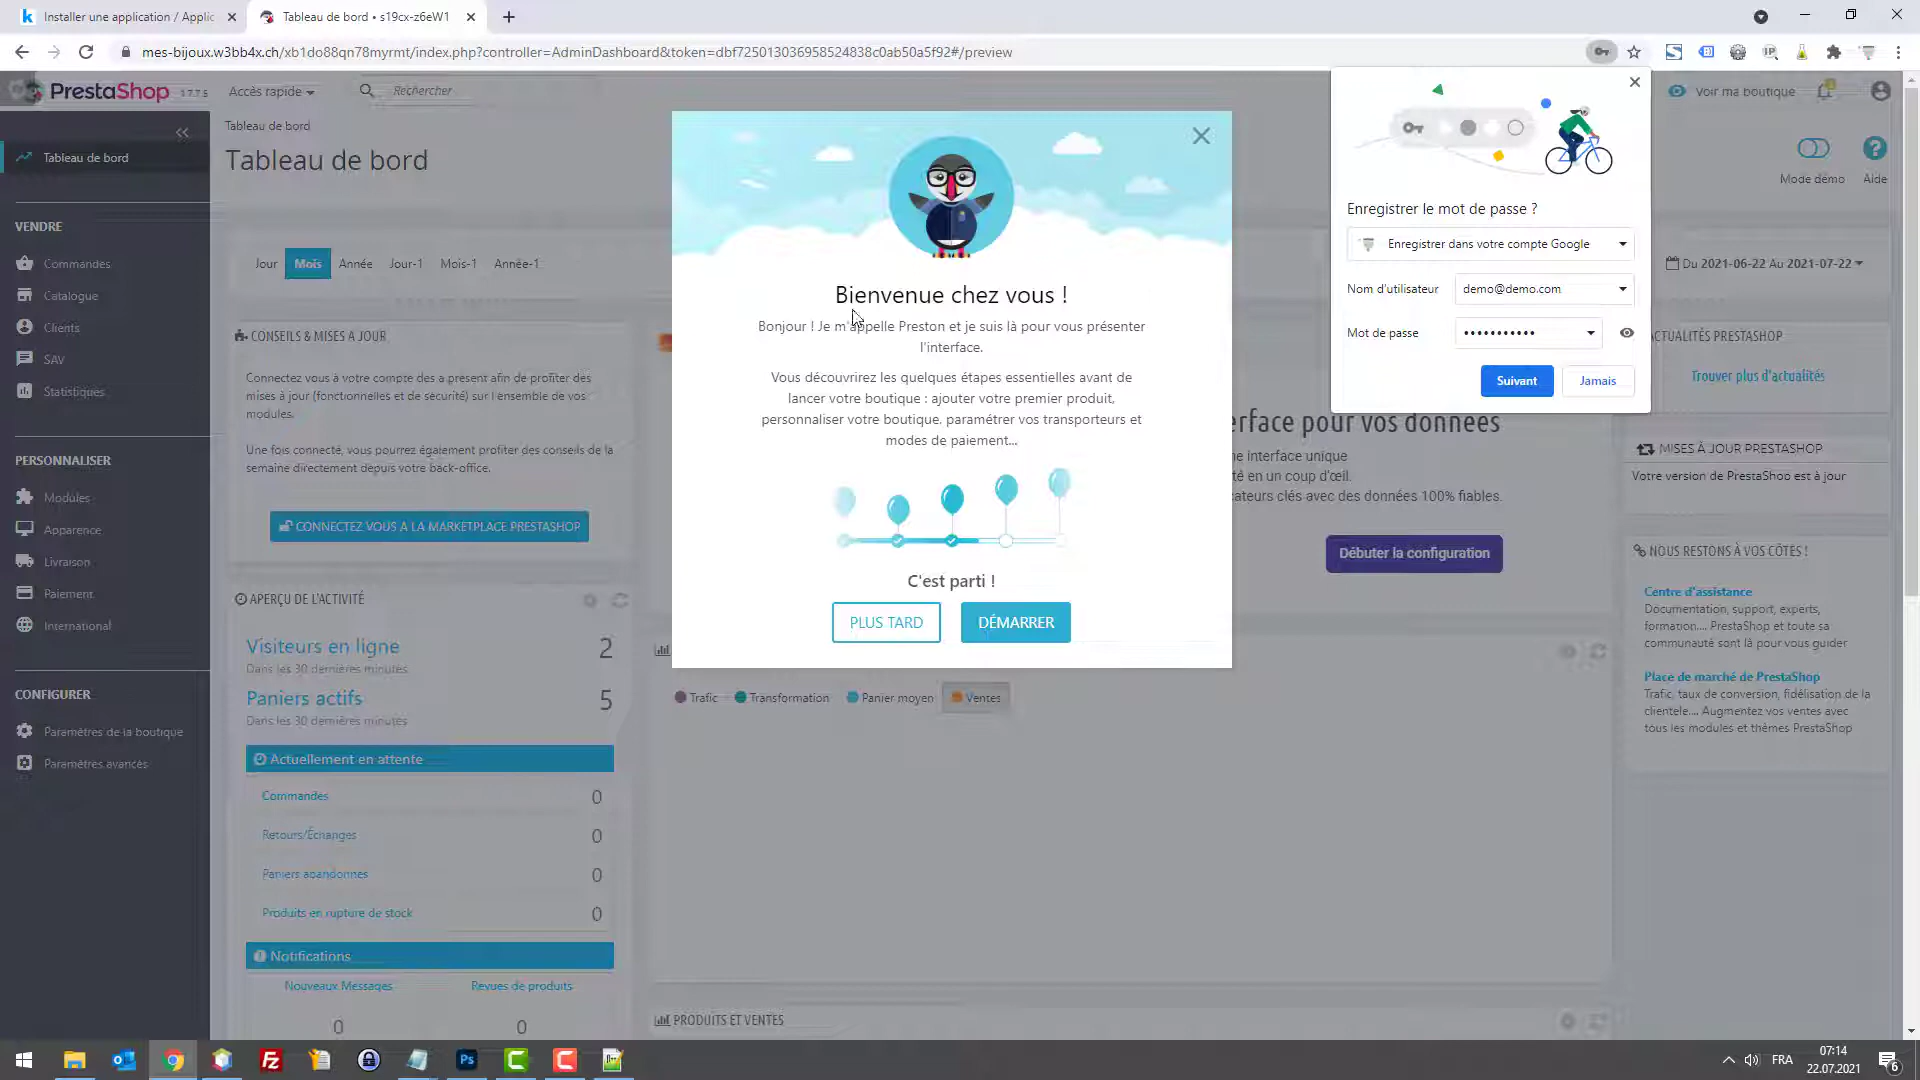 Installer une application / Applic
Tableau de bord • s19cx-z6eW1
mes-bijoux.w3bb4x.ch/xb1do88qn78myrmt/index.php?controller=AdminDashboard&token=dbf725013036958524838c0ab50a5f92#/preview
PrestaShop 1.7.7.5
Accès rapide
Rechercher
Voir ma boutique
Tableau de bord
Tableau de bord
Mode démo
Aide
Tableau de bord
VENDRE
Commandes
Catalogue
Clients
SAV
Statistiques
PERSONNALISER
Modules
Apparence
Livraison
Paiement
International
CONFIGURER
Paramètres de la boutique
Paramètres avancés
Jour
Mois
Année
Jour-1
Mois-1
Année-1
Du 2021-06-22 Au 2021-07-22
CONSEILS & MISES À JOUR
Connectez vous à votre compte dès à présent afin de profiter des
mises à jour (fonctionnelles et de sécurité) sur l'ensemble de vos
modules.
Une fois connecté, vous pourrez également profiter des conseils de la
semaine directement depuis votre back-office.
CONNECTEZ VOUS À LA MARKETPLACE PRESTASHOP
APERÇU DE L'ACTIVITÉ
Visiteurs en ligne
2
Dans les 30 dernières minutes
Paniers actifs
5
Dans les 30 dernières minutes
Actuellement en attente
Commandes
0
Retours/Échanges
0
Paniers abandonnés
0
Produits en rupture de stock
0
Notifications
Nouveaux Messages
Revues de produits
0
0
Bienvenue chez vous !
Bonjour ! Je m'appelle Preston et je suis là pour vous présenter
l'interface.
Vous découvrirez les quelques étapes essentielles avant de
lancer votre boutique : ajouter votre premier produit,
personnaliser votre boutique, paramétrer vos transporteurs et
modes de paiement...
C'est parti !
PLUS TARD
DÉMARRER
Enregistrer le mot de passe ?
Enregistrer dans votre compte Google
Nom d'utilisateur
demo@demo.com
Mot de passe
•••••••••••
Suivant
Jamais
rface pour vos données
ne interface unique
té en un coup d'œil.
cateurs clés avec des données 100% fiables.
Débuter la configuration
Trafic
Transformation
Panier moyen
Ventes
PRODUITS ET VENTES
CTUALITÉS PRESTASHOP
Trouver plus d'actualités
MISES À JOUR PRESTASHOP
Votre version de PrestaShop est à jour
NOUS RESTONS À VOS CÔTÉS !
Centre d'assistance
Documentation, support, experts,
formation... PrestaShop et toute sa
communauté sont là pour vous guider
Place de marché de PrestaShop
Trafic, taux de conversion, fidélisation de la
clientèle... Augmentez vos ventes avec
tous les modules et thèmes PrestaShop
FRA
07:14
22.07.2021
6